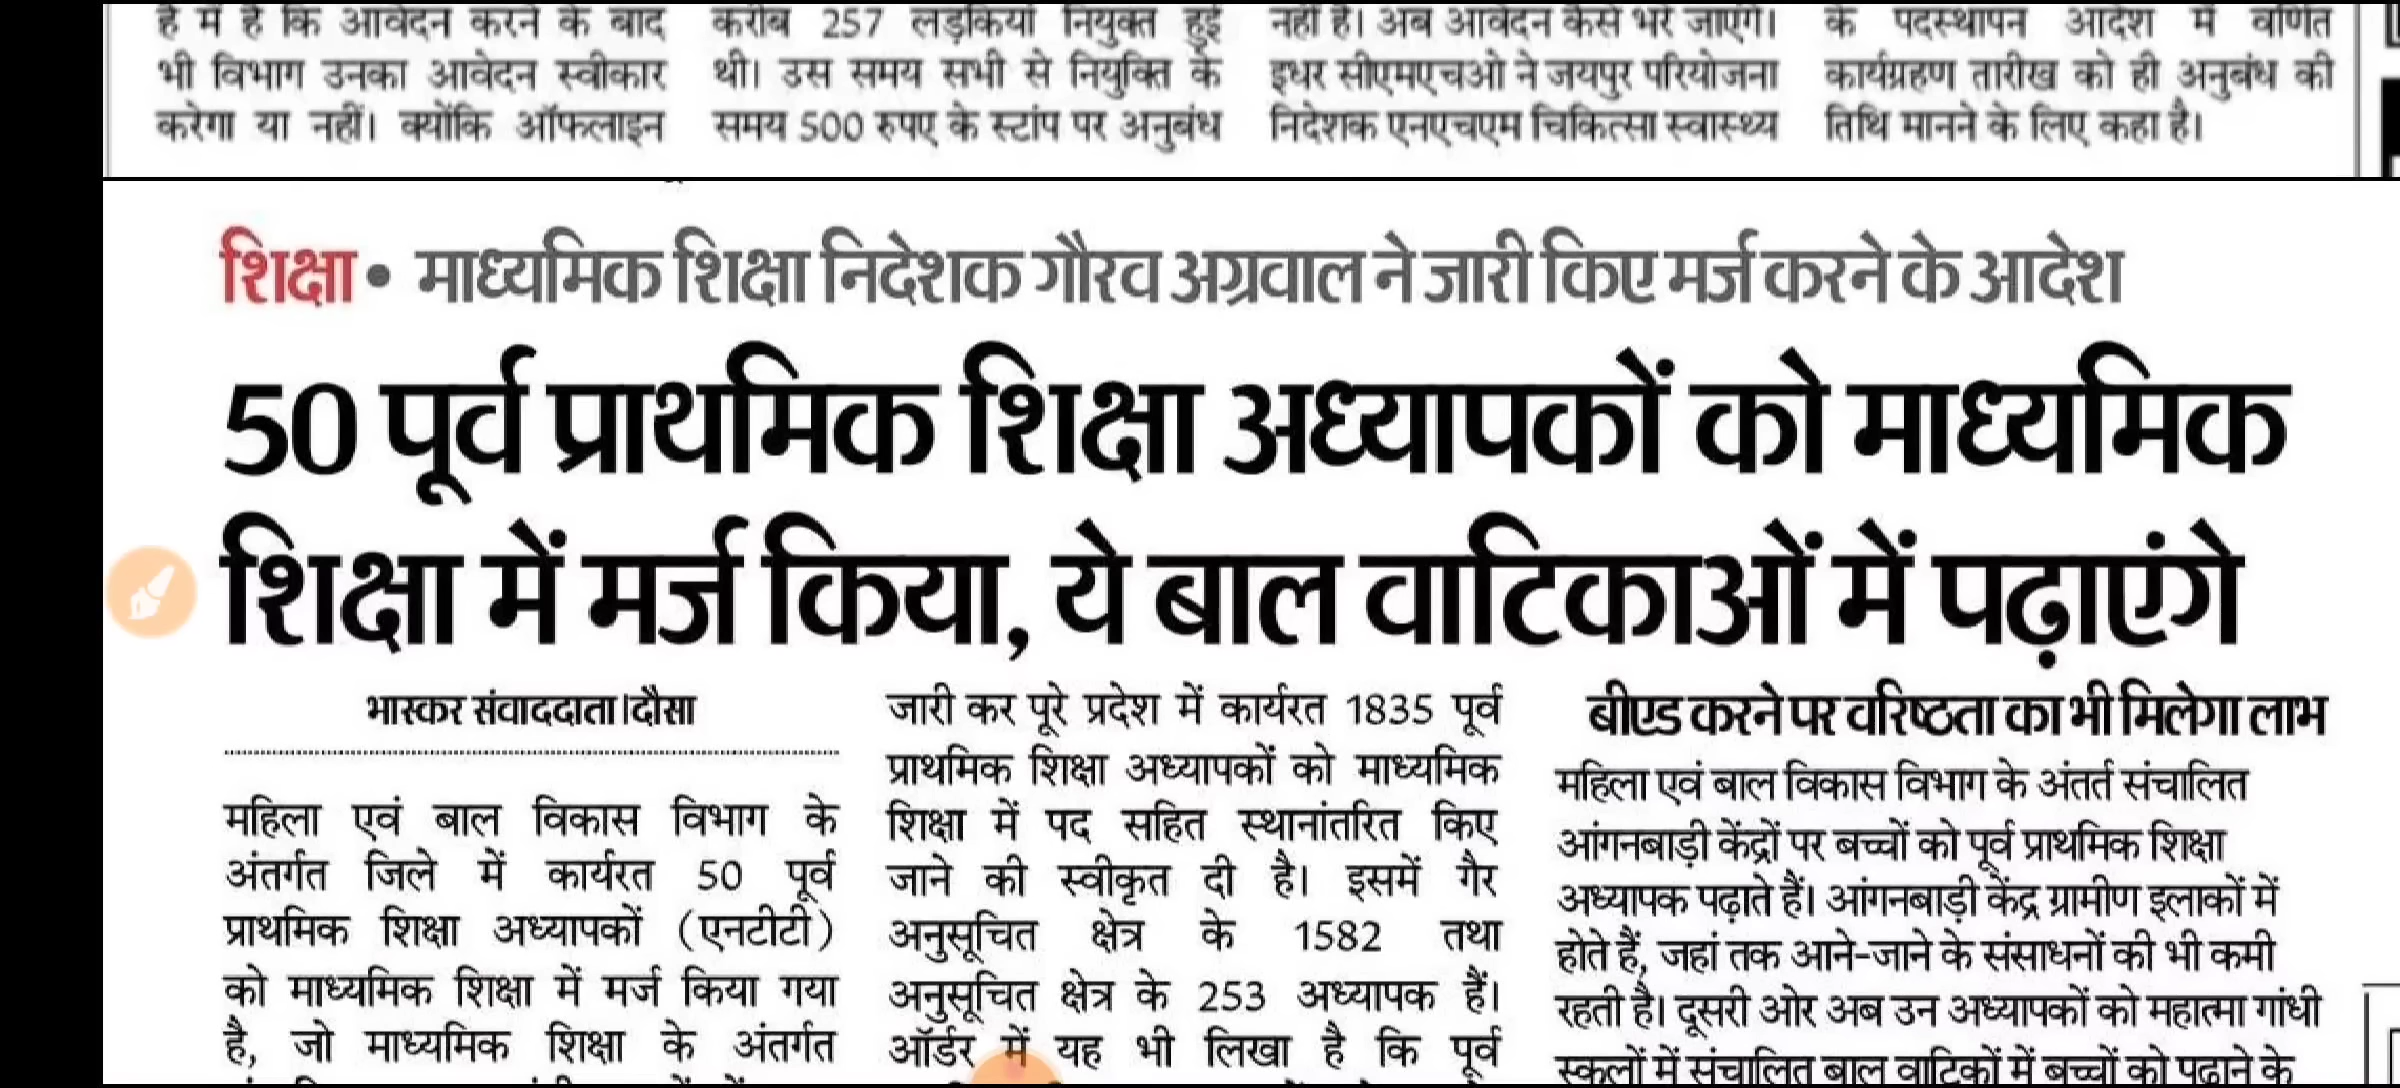 है में है कि आवेदन करने के बाद
भी विभाग उनका आवेदन स्वीकार
करेगा या नहीं। क्योंकि ऑफलाइन
करीब 257 लड़कियां नियुक्त हुई
थी। उस समय सभी से नियुक्ति के
समय 500 रुपए के स्टांप पर अनुबंध
नहीं है। अब आवेदन कैसे भरे जाएंगे।
इधर सीएमएचओ ने जयपुर परियोजना
निदेशक एनएचएम चिकित्सा स्वास्थ्य
के पदस्थापन आदेश में वर्णित
कार्यग्रहण तारीख को ही अनुबंध की
तिथि मानने के लिए कहा है।
शिक्षा • माध्यमिक शिक्षा निदेशक गौरव अग्रवाल ने जारी किए मर्ज करने के आदेश
50 पूर्व प्राथमिक शिक्षा अध्यापकों को माध्यमिक
शिक्षा में मर्ज किया, ये बाल वाटिकाओं में पढ़ाएंगे
भास्कर संवाददाता।दौसा
महिला एवं बाल विकास विभाग के
अंतर्गत जिले में कार्यरत 50 पूर्व
प्राथमिक शिक्षा अध्यापकों (एनटीटी)
को माध्यमिक शिक्षा में मर्ज किया गया
है, जो माध्यमिक शिक्षा के अंतर्गत
जारी कर पूरे प्रदेश में कार्यरत 1835 पूर्व
प्राथमिक शिक्षा अध्यापकों को माध्यमिक
शिक्षा में पद सहित स्थानांतरित किए
जाने की स्वीकृत दी है। इसमें गैर
अनुसूचित क्षेत्र के 1582 तथा
अनुसूचित क्षेत्र के 253 अध्यापक हैं।
ऑर्डर में यह भी लिखा है कि पूर्व
बीएड करने पर वरिष्ठता का भी मिलेगा लाभ
महिला एवं बाल विकास विभाग के अंतर्त संचालित
आंगनबाड़ी केंद्रों पर बच्चों को पूर्व प्राथमिक शिक्षा
अध्यापक पढ़ाते हैं। आंगनबाड़ी केंद्र ग्रामीण इलाकों में
होते हैं, जहां तक आने-जाने के संसाधनों की भी कमी
रहती है। दूसरी ओर अब उन अध्यापकों को महात्मा गांधी
स्कूलों में संचालित बाल वाटिकों में बच्चों को पढ़ाने के